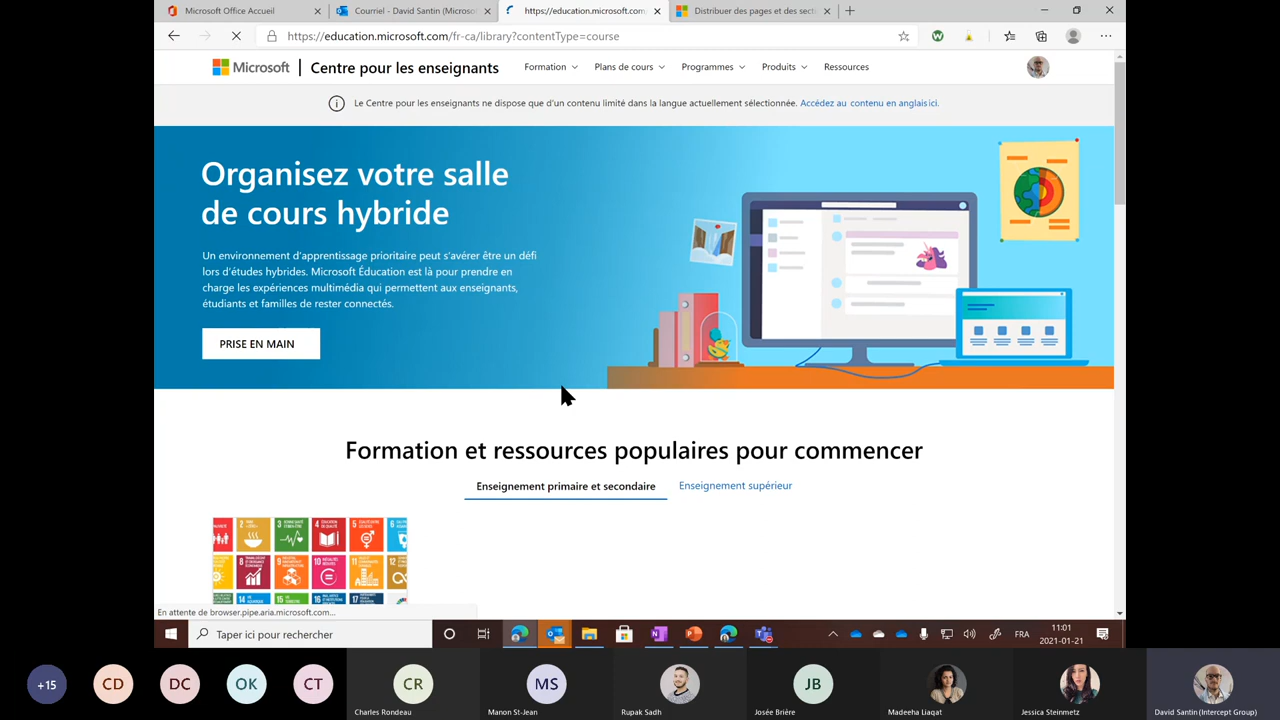 Microsoft Office Accueil
Courriel - David Santin (Microsof
https://education.microsoft.com
Distribuer des pages et des sect
https://education.microsoft.com/fr-ca/library?contentType=course
Microsoft
Centre pour les enseignants
Formation
Plans de cours
Programmes
Produits
Ressources
Le Centre pour les enseignants ne dispose que d'un contenu limité dans la langue actuellement sélectionnée. Accédez au contenu en anglais ici.
Organisez votre salle
de cours hybride
Un environnement d'apprentissage prioritaire peut s'avérer être un défi
lors d'études hybrides. Microsoft Éducation est là pour prendre en
charge les expériences multimédia qui permettent aux enseignants,
étudiants et familles de rester connectés.
PRISE EN MAIN
Formation et ressources populaires pour commencer
Enseignement primaire et secondaire
Enseignement supérieur
En attente de browser.pipe.aria.microsoft.com...
Taper ici pour rechercher
FRA
11:01
2021-01-21
+15
CD
DC
OK
CT
CR
MS
JB
Charles Rondeau
Manon St-Jean
Rupak Sadh
Josée Brière
Madeeha Liaqat
Jessica Steinmetz
David Santin (Intercept Group)